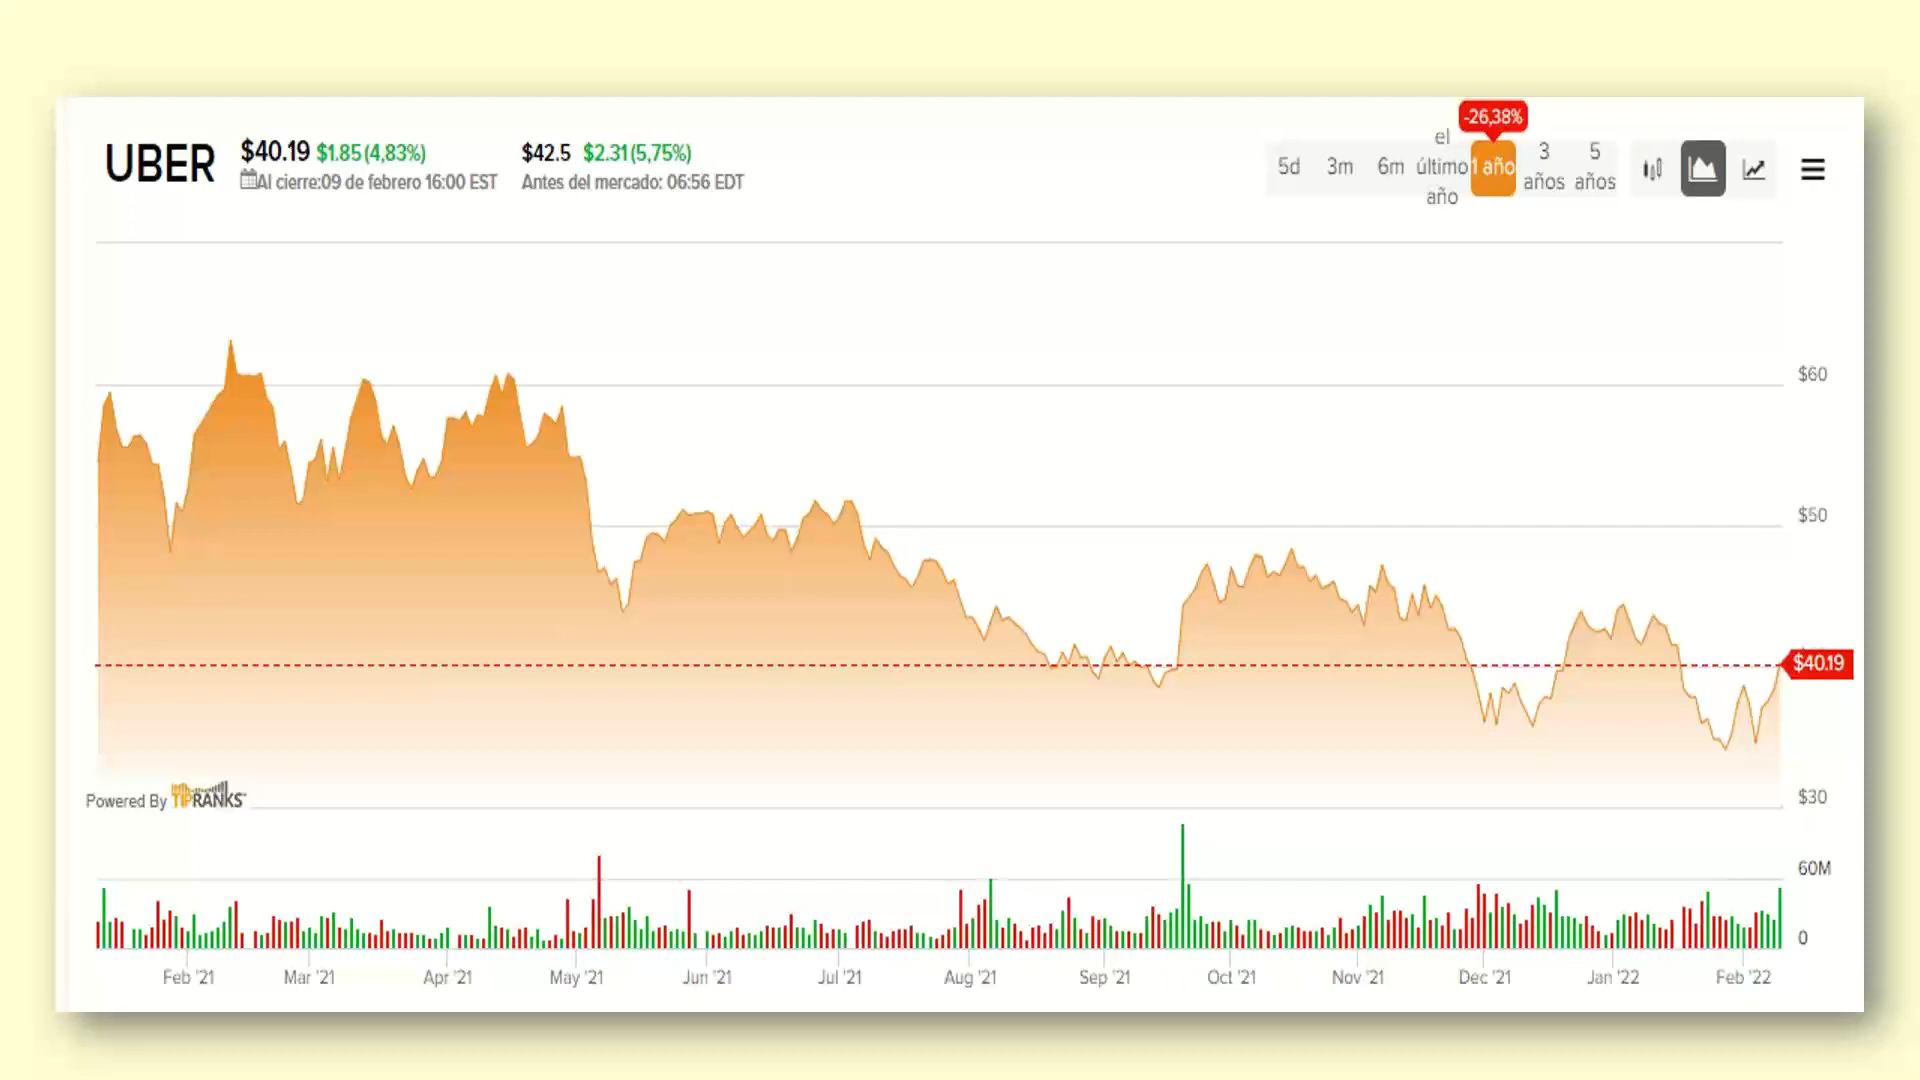 UBER
$40.19 $1.85 (4,83%)
Al cierre:09 de febrero 16:00 EST
$42.5 $2.31 (5,75%)
Antes del mercado: 06:56 EDT
-26,38%
5d
3m
6m
el
último
año
1 año
3
años
5
años
$60
$50
$40.19
$30
Powered By TIPRANKS
60M
0
Feb '21
Mar '21
Apr '21
May '21
Jun '21
Jul '21
Aug '21
Sep '21
Oct '21
Nov '21
Dec '21
Jan '22
Feb '22